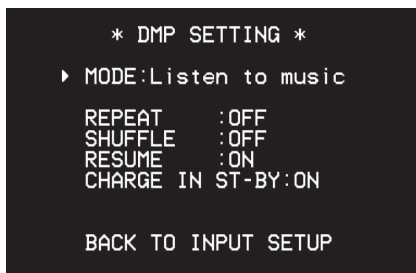 * DMP SETTING *
MODE:Listen to music
REPEAT :OFF
SHUFFLE :OFF
RESUME :ON
CHARGE IN ST-BY:ON
BACK TO INPUT SETUP